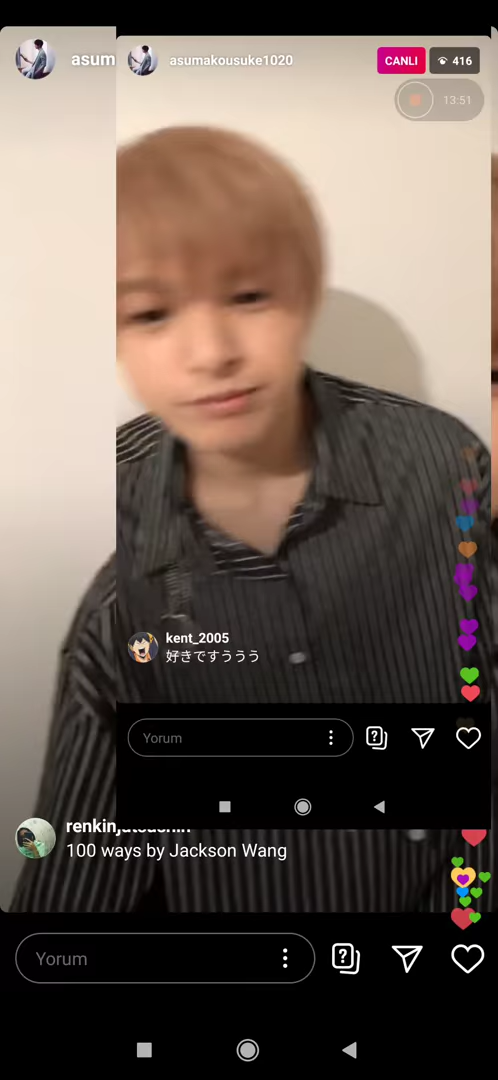 asum
asumakousuke1020
CANLI
416
13:51
kent_2005
好きですううう
Yorum
100 ways by Jackson Wang
Yorum